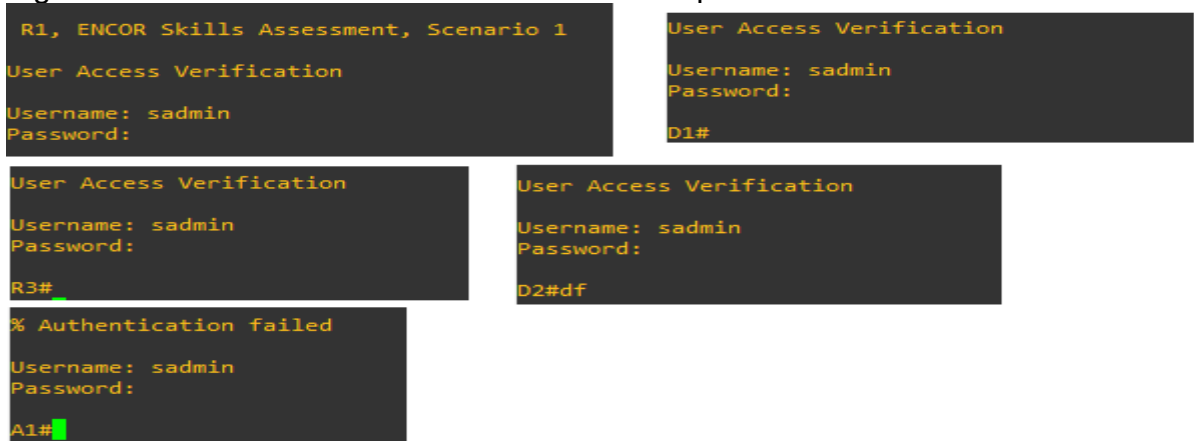 R1, ENCOR Skills Assessment, Scenario 1
User Access Verification
Username: sadmin
Password:
User Access Verification
Username: sadmin
Password:
D1#
User Access Verification
Username: sadmin
Password:
R3#
User Access Verification
Username: sadmin
Password:
D2#df
% Authentication failed
Username: sadmin
Password:
A1#